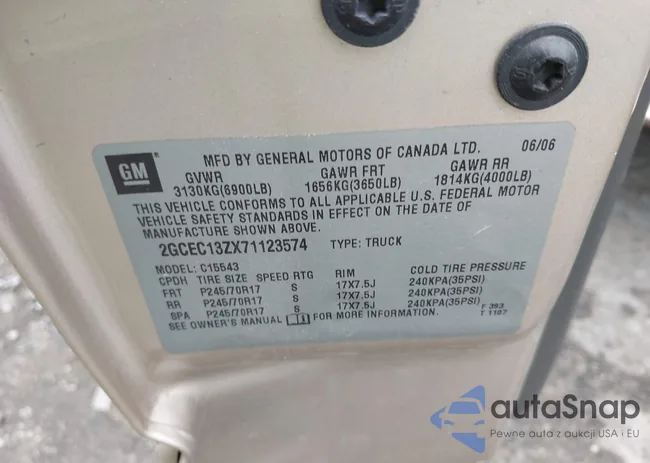 GM
MFD BY GENERAL MOTORS OF CANADA LTD. 06/06
GVWR GAWR FRT GAWR RR
3130KG(6900LB) 1656KG(3650LB) 1814KG(4000LB)
THIS VEHICLE CONFORMS TO ALL APPLICABLE U.S. FEDERAL MOTOR
VEHICLE SAFETY STANDARDS IN EFFECT ON THE DATE OF
MANUFACTURE SHOWN ABOVE.
2GCEC13ZX71123574 TYPE: TRUCK
MODEL: C15543
CPDH TIRE SIZE SPEED RTG RIM COLD TIRE PRESSURE
FRT P245/70R17 S 17X7.5J 240KPA(35PSI)
RR P245/70R17 S 17X7.5J 240KPA(35PSI)
SPA P245/70R17 S 17X7.5J 240KPA(35PSI)
SEE OWNER'S MANUAL FOR MORE INFORMATION.
F 393
T 1107
autaSnap
Pewne auta z aukcji USA i EU